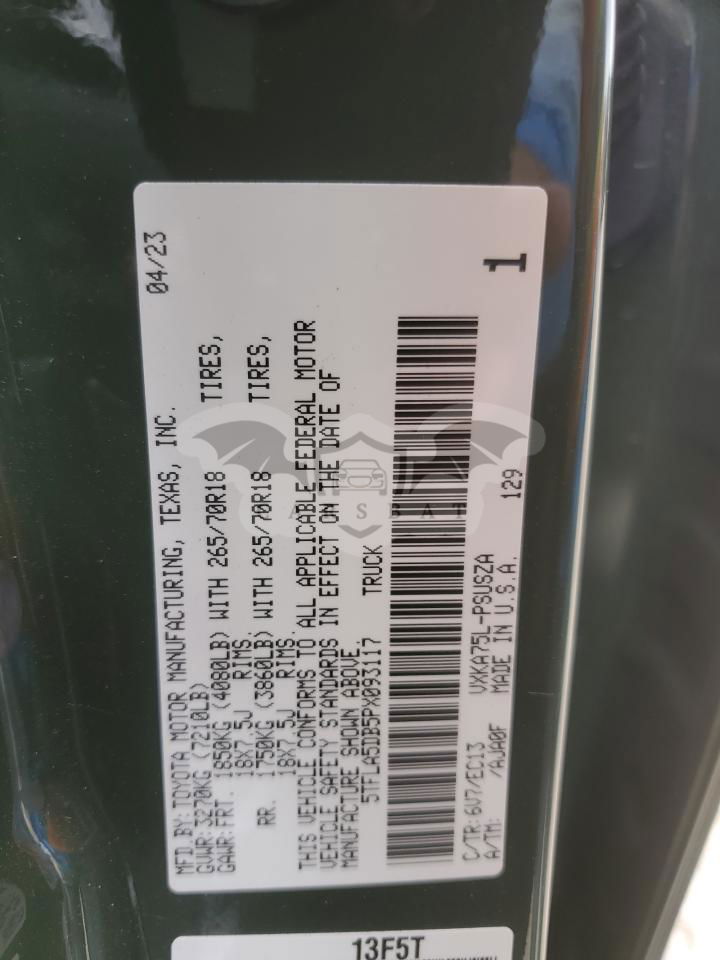 MFD.BY:TOYOTA MOTOR MANUFACTURING, TEXAS, INC. 04/23
GVWR:3270KG (7210LB)
GAWR:FRT. 1850KG (4080LB) WITH 265/70R18 TIRES,
18X7.5J RIMS.
RR. 1750KG (3860LB) WITH 265/70R18 TIRES,
18X7.5J RIMS.
THIS VEHICLE CONFORMS TO ALL APPLICABLE FEDERAL MOTOR
VEHICLE SAFETY STANDARDS IN EFFECT ON THE DATE OF
MANUFACTURE SHOWN ABOVE.
5TFLA5DB5PX093117 TRUCK
C/TR:6V7/EC13 VXKA75L-PSUSZA 129
A/TM: /AJA0F MADE IN U.S.A.
1
13F5T